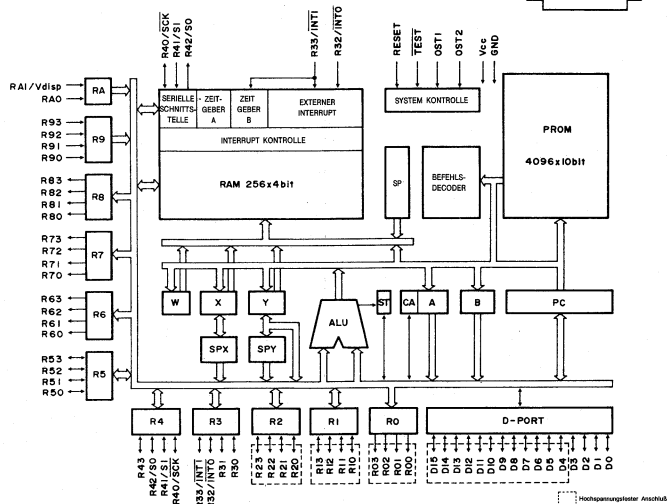 R40/SCK
R41/SI
R42/SO
R33/INT1
R32/INT0
RESET
TEST
OST1
OST2
Vcc
GND
RA1/Vdisp
RA0
RA
R93
R92
R91
R90
R9
R83
R82
R81
R80
R8
R73
R72
R71
R70
R7
R63
R62
R61
R60
R6
R53
R52
R51
R50
R5
SERIELLE
SCHNITTS-
TELLE
ZEIT-
GEBER
A
ZEIT
GEBER
B
EXTERNER
INTERRUPT
INTERRUPT KONTROLLE
RAM 256x4bit
SYSTEM KONTROLLE
SP
BEFEHLS-
DECODER
PROM
4096x10bit
W
X
Y
SPX
SPY
ALU
ST
CA
A
B
PC
R4
R3
R2
R1
R0
D-PORT
R43
R42/SO
R41/SI
R40/SCK
R33/INT1
R32/INT0
R31
R30
R23
R22
R21
R20
R13
R12
R11
R10
R03
R02
R01
R00
D15
D14
D13
D12
D11
D10
D9
D8
D7
D6
D5
D4
D3
D2
D1
D0
Hochspannungsfester Anschluß